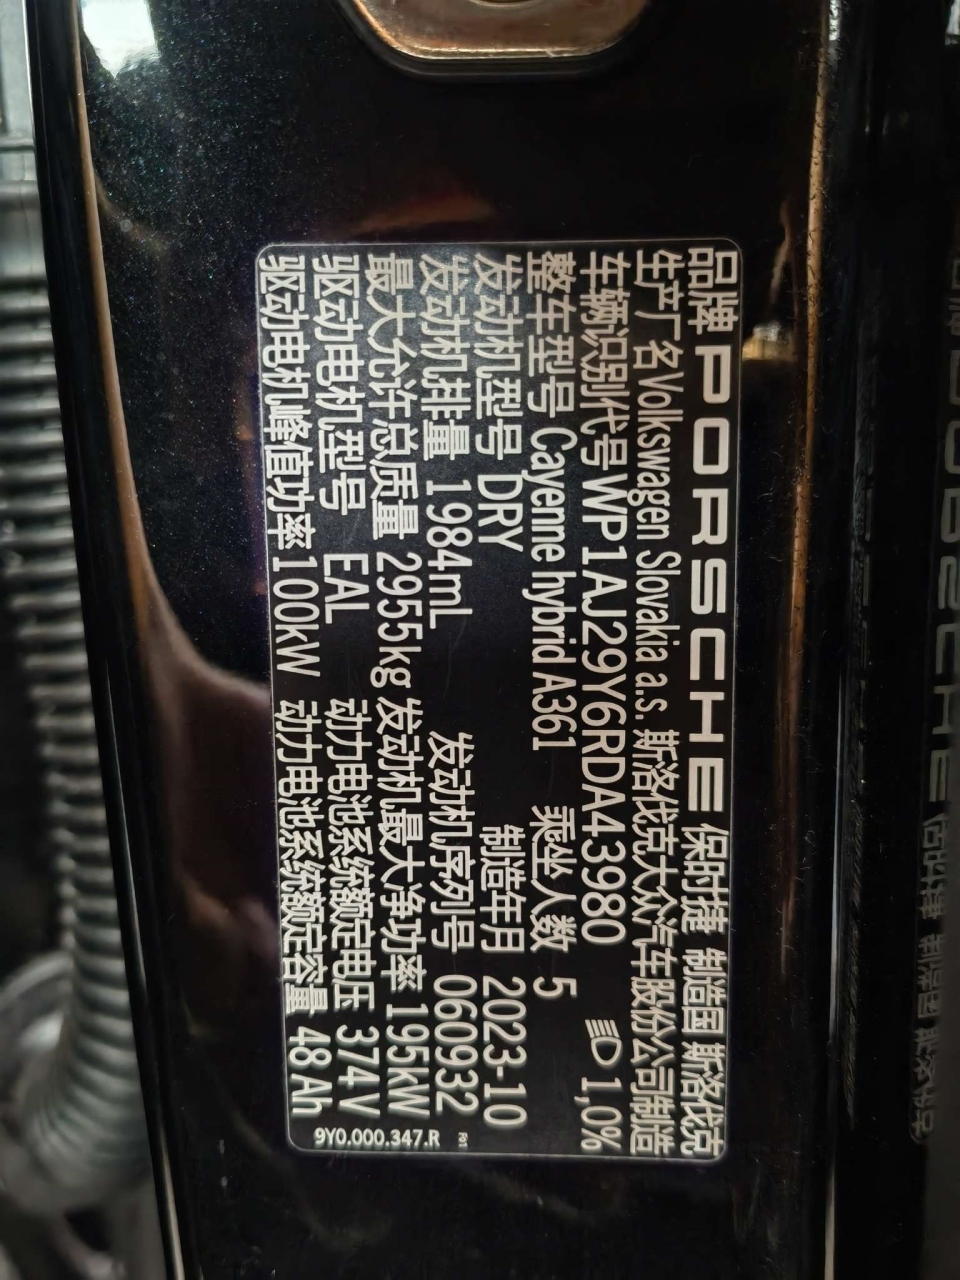 品牌 PORSCHE 保时捷 制造国 斯洛伐克
生产厂名 Volkswagen Slovakia a.s. 斯洛伐克大众汽车股份公司制造
车辆识别代号 WP1AJ29Y6RDA43980 1,0%
整车型号 Cayenne hybrid A361 乘坐人数 5
发动机型号 DRY 制造年月 2023-10
发动机排量 1984mL 发动机序列号 060932
最大允许总质量 2955kg 发动机最大净功率 195kW
驱动电机型号 EAL 动力电池系统额定电压 374V
驱动电机峰值功率 100kW 动力电池系统额定容量 48Ah
9Y0.000.347.R